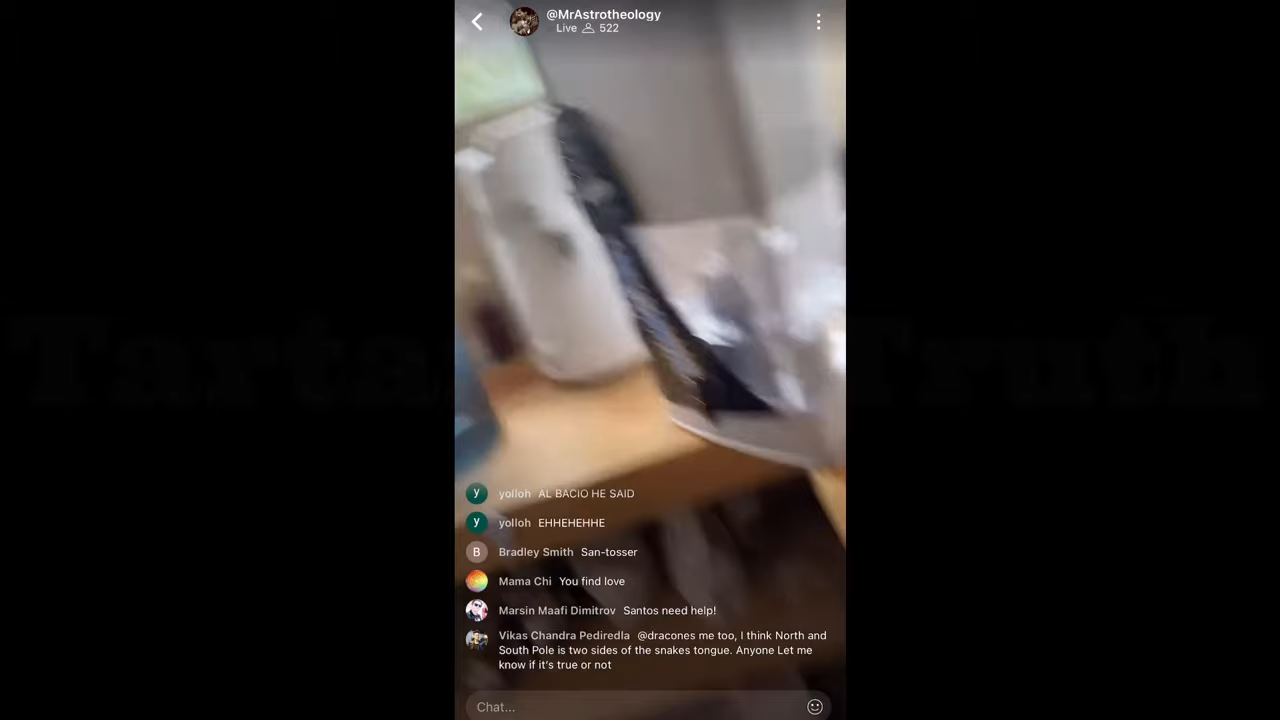 @MrAstrotheology
Live 522
yolloh AL BACIO HE SAID
yolloh EHHEHEHHE
Bradley Smith San-tosser
Mama Chi You find love
Marsin Maafi Dimitrov Santos need help!
Vikas Chandra Pediredla @dracones me too, I think North and
South Pole is two sides of the snakes tongue. Anyone Let me
know if it's true or not
Chat...